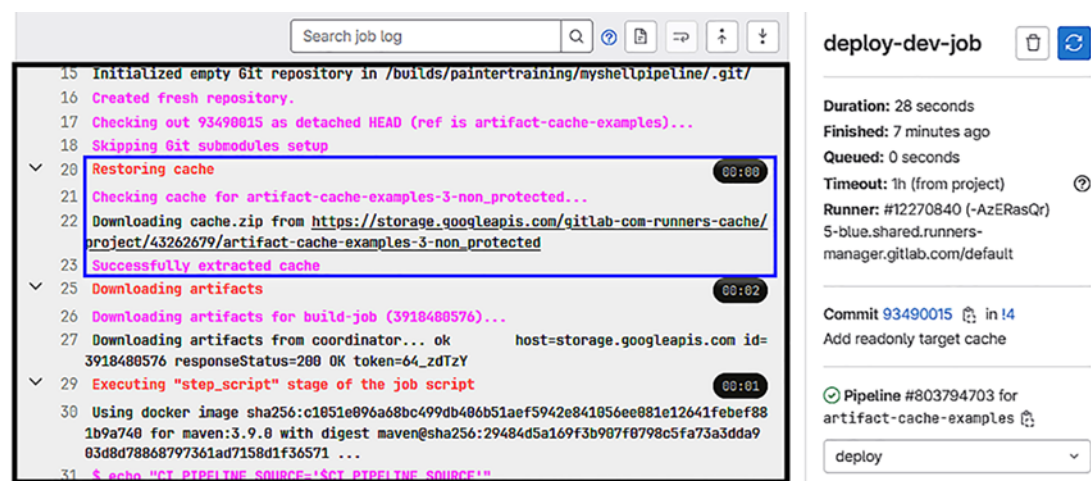 Search job log
15 Initialized empty Git repository in /builds/paintertraining/myshellpipeline/.git/
16 Created fresh repository.
17 Checking out 93490015 as detached HEAD (ref is artifact-cache-examples)...
18 Skipping Git submodules setup
20 Restoring cache 00:00
21 Checking cache for artifact-cache-examples-3-non_protected...
22 Downloading cache.zip from https://storage.googleapis.com/gitlab-com-runners-cache/
project/43262679/artifact-cache-examples-3-non_protected
23 Successfully extracted cache
25 Downloading artifacts 00:02
26 Downloading artifacts for build-job (3918480576)...
27 Downloading artifacts from coordinator... ok host=storage.googleapis.com id=
3918480576 responseStatus=200 OK token=64_zdTzY
29 Executing "step_script" stage of the job script 00:01
30 Using docker image sha256:c1051e096a68bc499db406b51aef5942e841056ee081e12641febef88
1b9a740 for maven:3.9.0 with digest maven@sha256:29484d5a169f3b907f0798c5fa73a3dda9
03d8d78868797361ad7158d1f36571 ...
31 $ echo "CI_PIPELINE_SOURCE='$CI_PIPELINE_SOURCE'"
deploy-dev-job
Duration: 28 seconds
Finished: 7 minutes ago
Queued: 0 seconds
Timeout: 1h (from project)
Runner: #12270840 (-AzERasQr)
5-blue.shared.runners-
manager.gitlab.com/default
Commit 93490015 in !4
Add readonly target cache
Pipeline #803794703 for
artifact-cache-examples
deploy